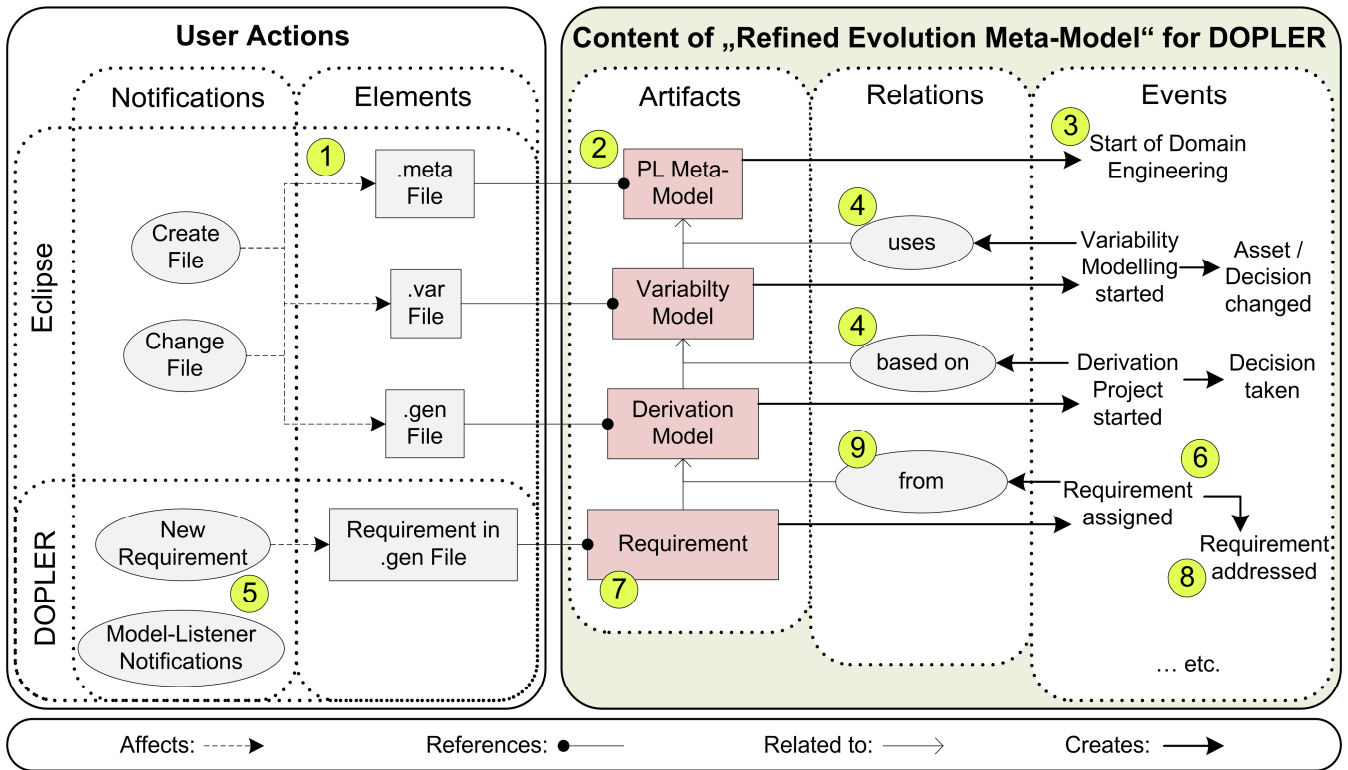 User Actions
Notifications
Elements
Eclipse
1
.meta
File
Create
File
.var
File
Change
File
.gen
File
DOPLER
New
Requirement
5
Requirement in
.gen File
Model-Listener
Notifications
Content of „Refined Evolution Meta-Model“ for DOPLER
Artifacts
Relations
Events
2
PL Meta-
Model
3
Start of Domain
Engineering
4
uses
Variability
Modelling
started
Asset /
Decision
changed
Variabilty
Model
4
based on
Derivation
Project
started
Decision
taken
Derivation
Model
9
from
6
Requirement
assigned
Requirement
7
Requirement
addressed
8
... etc.
Affects:
References:
Related to:
Creates: